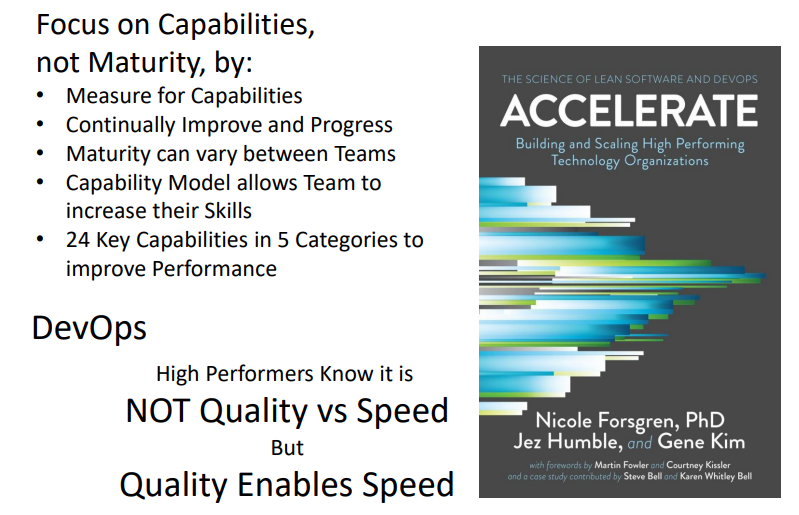 Focus on Capabilities,
not Maturity, by:
• Measure for Capabilities
• Continually Improve and Progress
• Maturity can vary between Teams
• Capability Model allows Team to
increase their Skills
• 24 Key Capabilities in 5 Categories to
improve Performance
DevOps
High Performers Know it is
NOT Quality vs Speed
But
Quality Enables Speed
THE SCIENCE OF LEAN SOFTWARE AND DEVOPS
ACCELERATE
Building and Scaling High Performing
Technology Organizations
Nicole Forsgren, PhD
Jez Humble, and Gene Kim
with forewords by Martin Fowler and Courtney Kissler
and a case study contributed by Steve Bell and Karen Whitley Bell